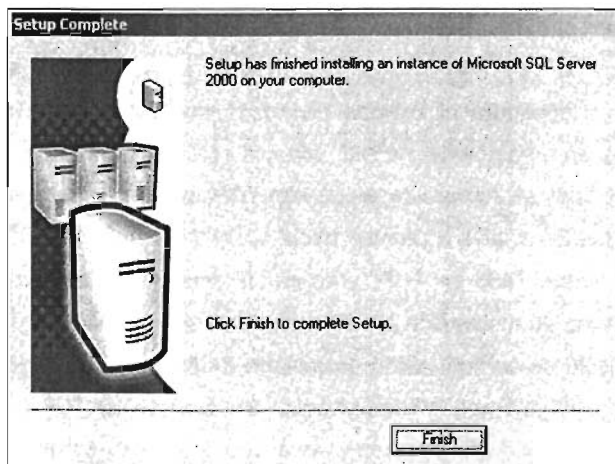 Setup Complete
Setup has finished installing an instance of Microsoft SQL Server
2000 on your computer.
Click Finish to complete Setup.
Finish